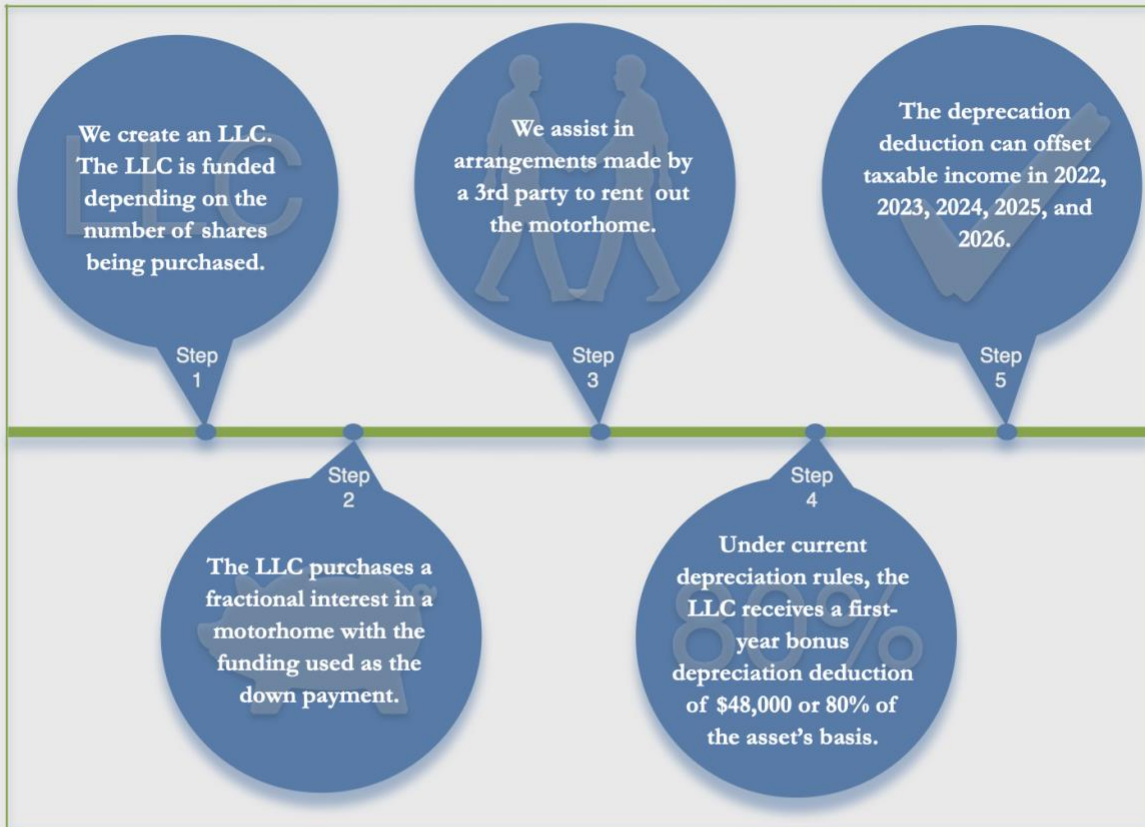 We create an LLC.
The LLC is funded
depending on the
number of shares
being purchased.
LLC
Step
1
The LLC purchases a
fractional interest in a
motorhome with the
funding used as the
down payment.
Step
2
We assist in
arrangements made by
a 3rd party to rent out
the motorhome.
Step
3
Under current
depreciation rules, the
LLC receives a first-
year bonus
depreciation deduction
of $48,000 or 80% of
the asset's basis.
80%
Step
4
The deprecation
deduction can offset
taxable income in 2022,
2023, 2024, 2025, and
2026.
Step
5